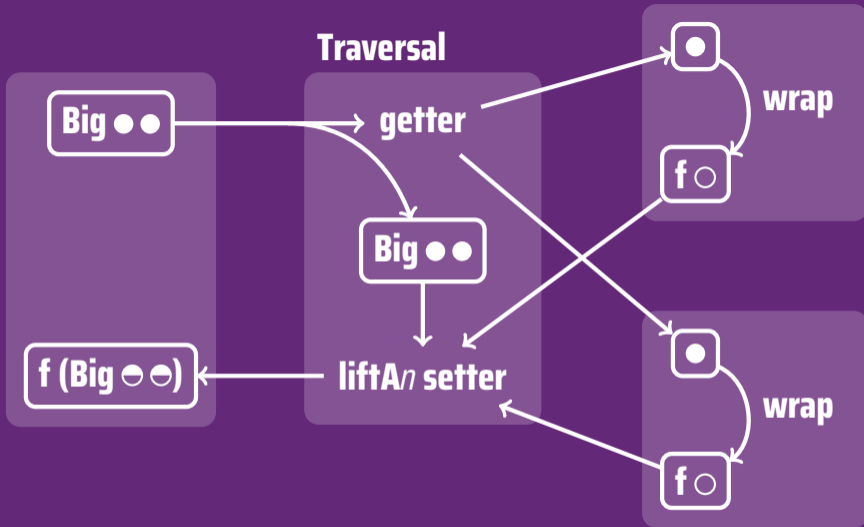 Traversal
Big ●●
getter
●
wrap
f ○
Big ●●
f (Big ◓◓)
liftAn setter
●
wrap
f ○